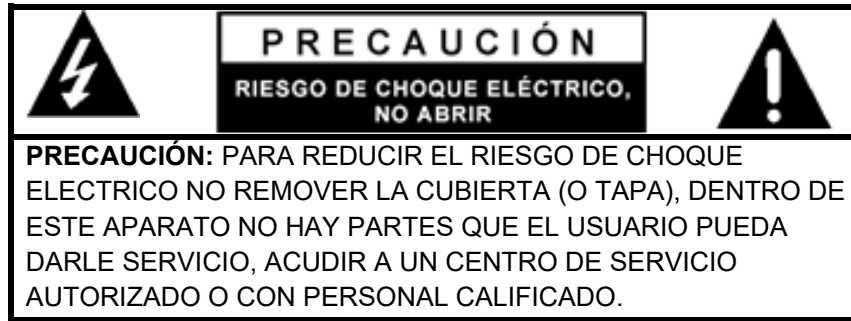 PRECAUCIÓN
RIESGO DE CHOQUE ELÉCTRICO,
NO ABRIR
PRECAUCIÓN: PARA REDUCIR EL RIESGO DE CHOQUE
ELECTRICO NO REMOVER LA CUBIERTA (O TAPA), DENTRO DE
ESTE APARATO NO HAY PARTES QUE EL USUARIO PUEDA
DARLE SERVICIO, ACUDIR A UN CENTRO DE SERVICIO
AUTORIZADO O CON PERSONAL CALIFICADO.